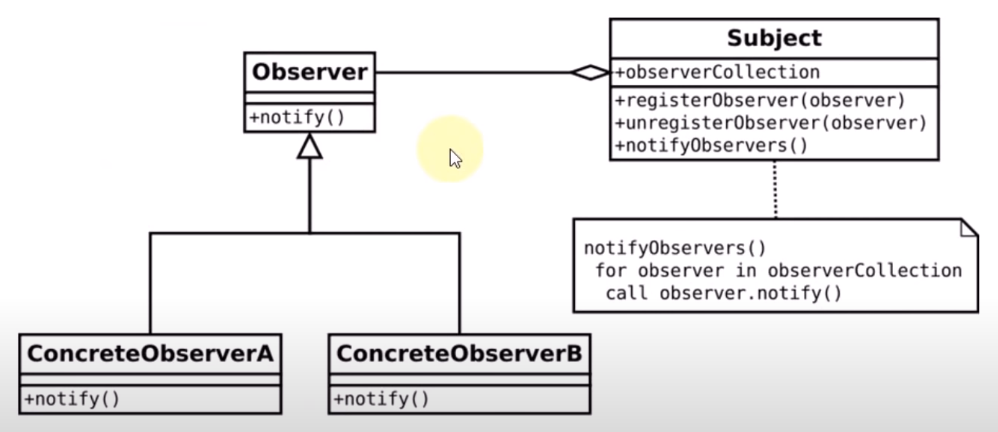 Observer
+notify()
Subject
+observerCollection
+registerObserver(observer)
+unregisterObserver(observer)
+notifyObservers()
notifyObservers()
for observer in observerCollection
call observer.notify()
ConcreteObserverA
+notify()
ConcreteObserverB
+notify()